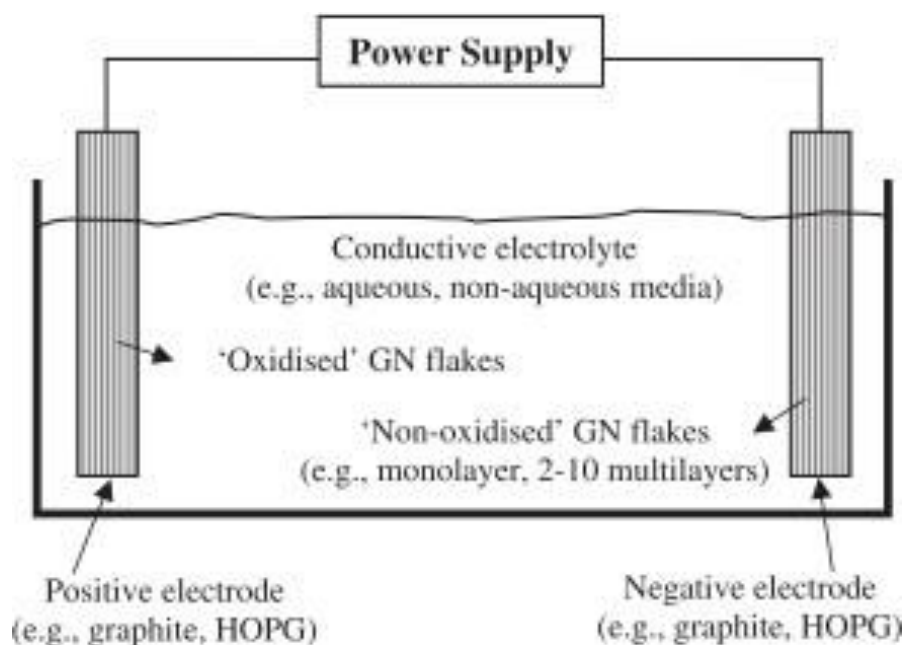 Power Supply
Conductive electrolyte
(e.g., aqueous, non-aqueous media)
‘Oxidised’ GN flakes
‘Non-oxidised’ GN flakes
(e.g., monolayer, 2-10 multilayers)
Positive electrode
(e.g., graphite, HOPG)
Negative electrode
(e.g., graphite, HOPG)